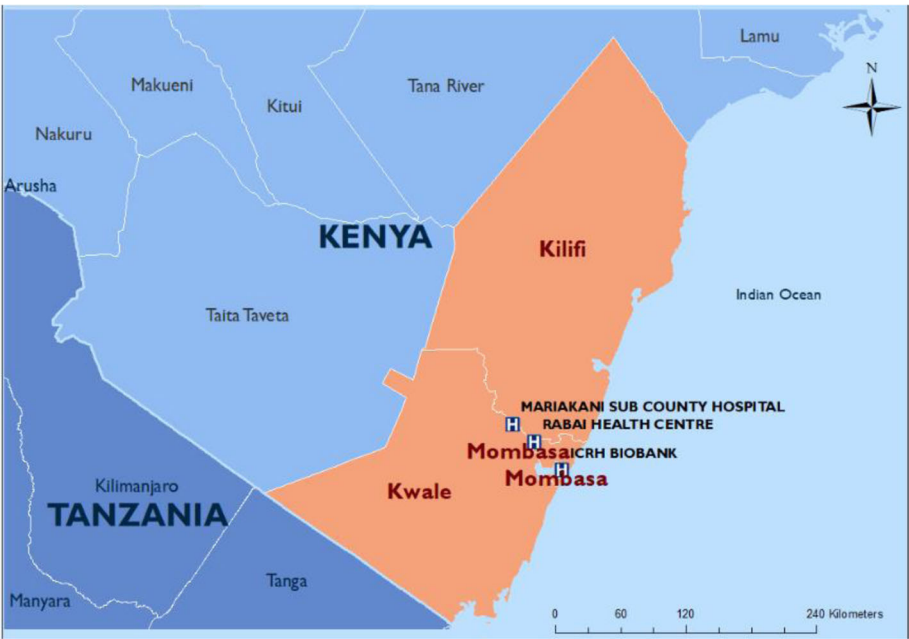 Lamu
N
Makueni
Tana River
Kitui
Nakuru
Arusha
KENYA
Kilifi
Indian Ocean
Taita Taveta
MARIAKANI SUB COUNTY HOSPITAL
H
RABAI HEALTH CENTRE
H
Mombasa
ICRH BIOBANK
H
Mombasa
Kilimanjaro
Kwale
TANZANIA
Tanga
Manyara
0 60 120 240 Kilometers